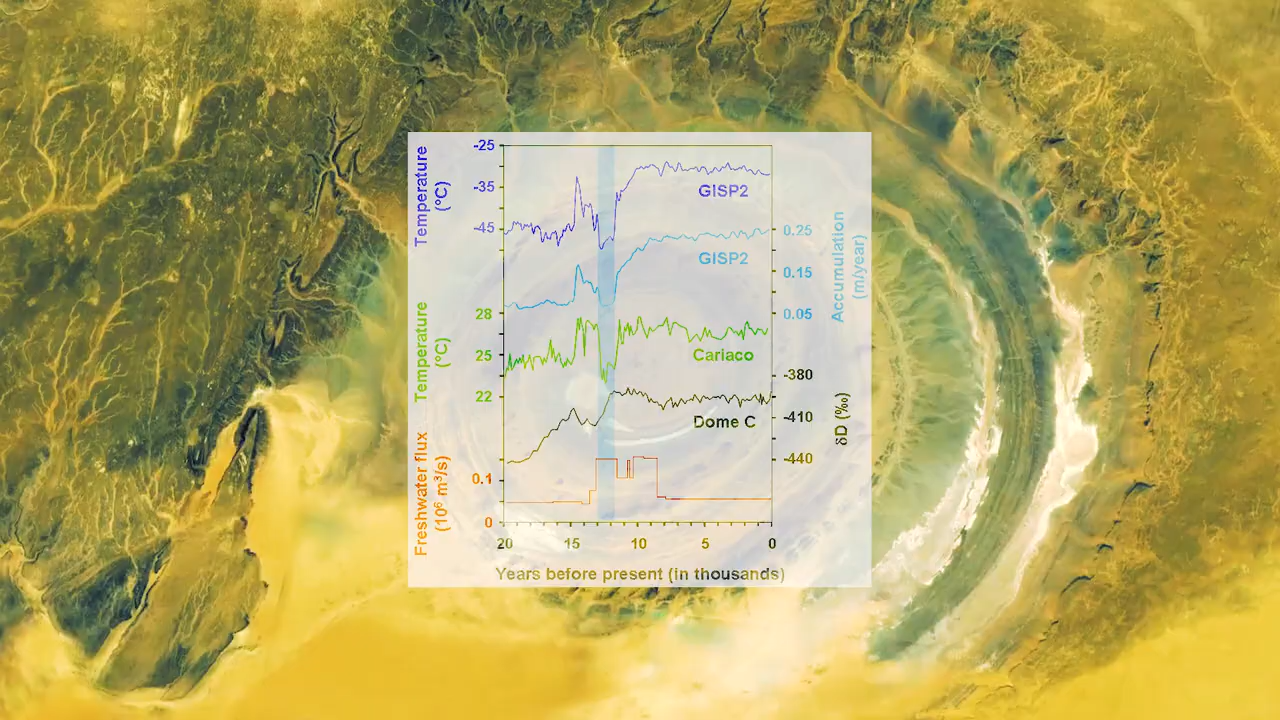 Temperature
(°C)
-25
-35
-45
GISP2
GISP2
0.25
0.15
0.05
Accumulation
(m/year)
Temperature
(°C)
28
25
22
Cariaco
-380
-410
-440
δD (‰)
Dome C
Freshwater flux
(10⁶ m³/s)
0.1
0
20 15 10 5 0
Years before present (in thousands)